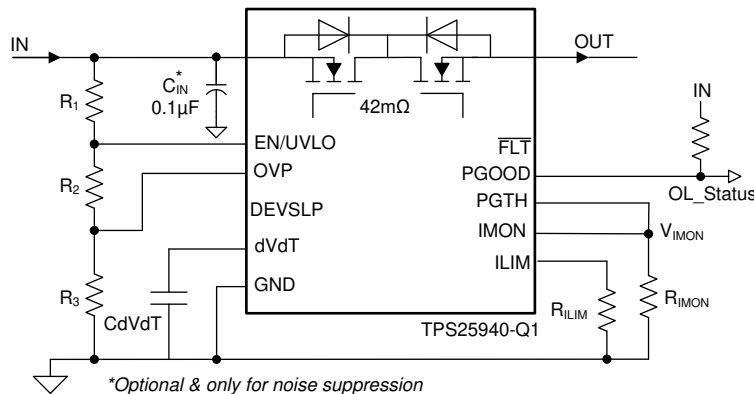 IN
OUT
C*IN
0.1µF
R1
42mΩ
IN
EN/UVLO
FLT
OVP
PGOOD
R2
OL_Status
DEVSLP
PGTH
dVdT
IMON
VIMON
ILIM
GND
R3
CdVdT
RILIM
RIMON
TPS25940-Q1
*Optional & only for noise suppression